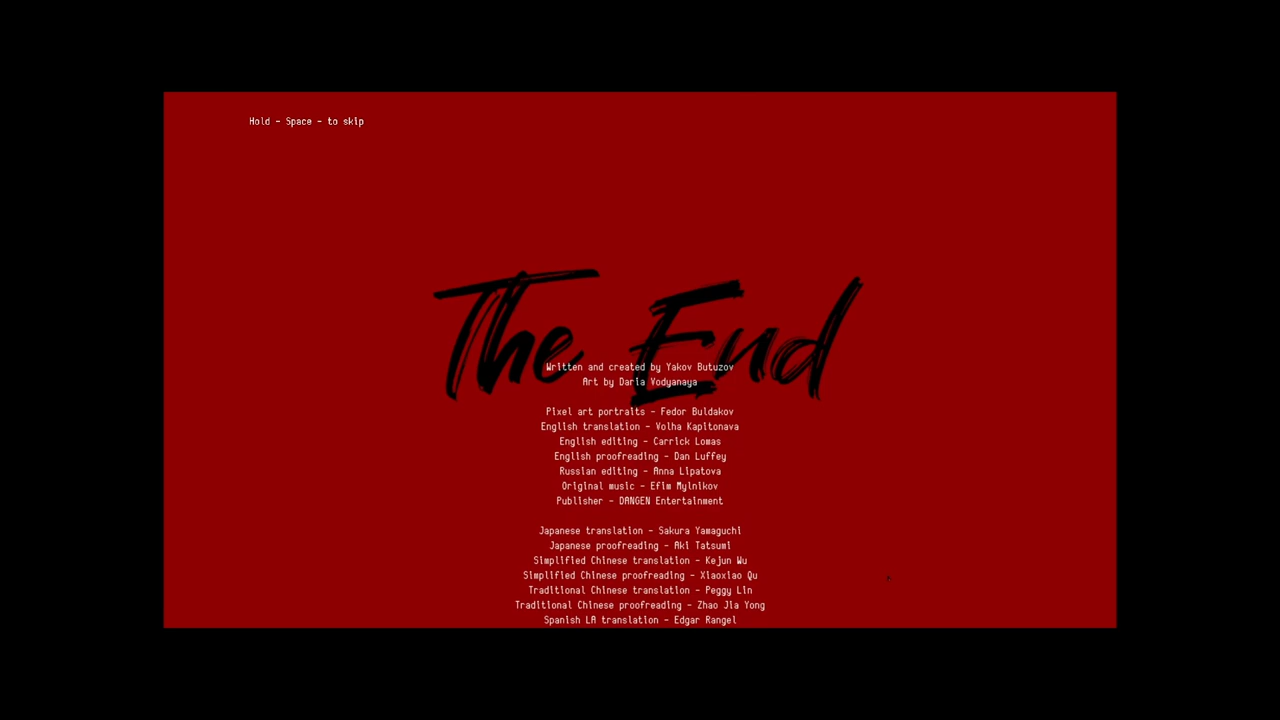 Hold - Space - to skip
The End
Written and created by Yakov Butuzov
Art by Daria Vodyanaya
Pixel art portraits - Fedor Buldakov
English translation - Volha Kapitonava
English editing - Carrick Lowas
English proofreading - Dan Luffey
Russian editing - Anna Lipatova
Original music - Efim Mylnikov
Publisher - DANGEN Entertainment
Japanese translation - Sakura Yamaguchi
Japanese proofreading - Aki Tatsumi
Simplified Chinese translation - Kejun Wu
Simplified Chinese proofreading - Xiaoxiao Qu
Traditional Chinese translation - Peggy Lin
Traditional Chinese proofreading - Zhao Jia Yong
Spanish LA translation - Edgar Rangel